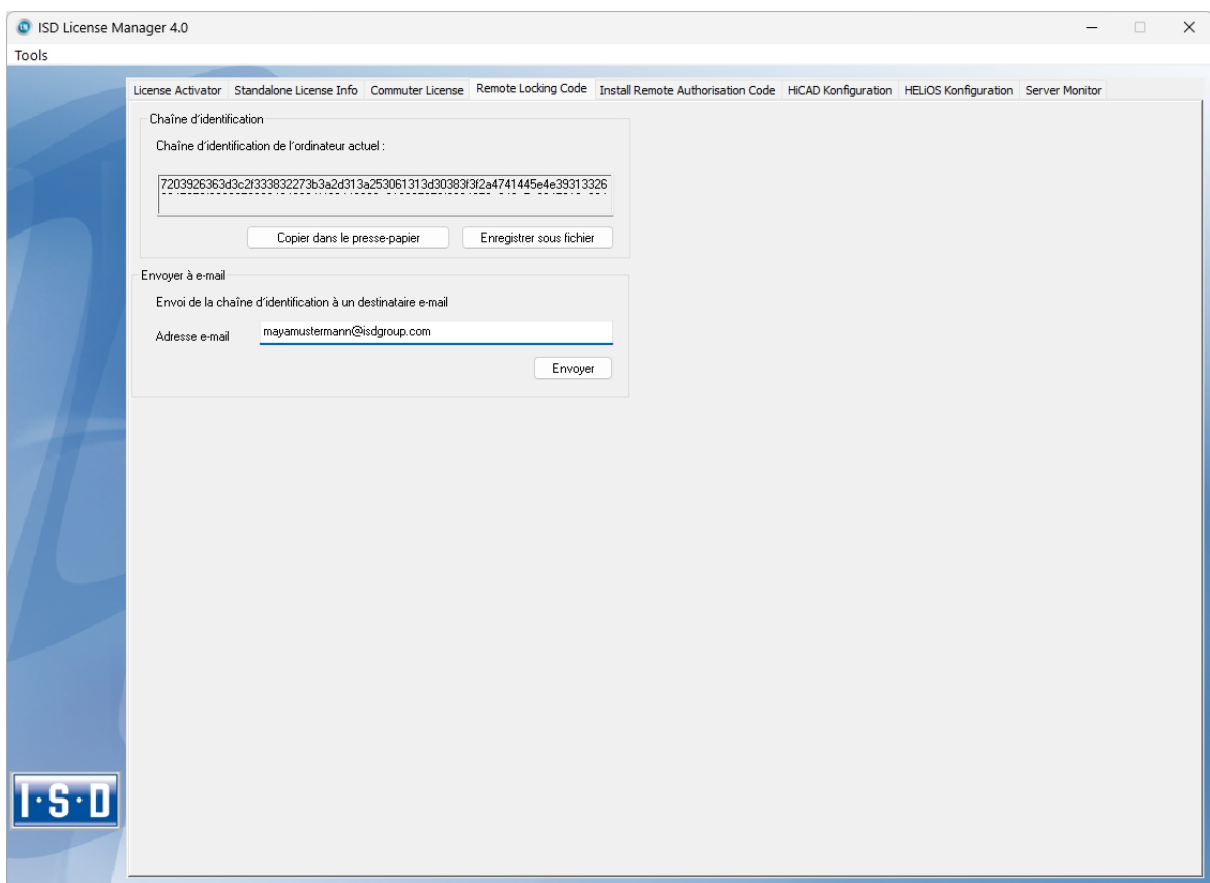 ISD License Manager 4.0
Tools
License Activator Standalone License Info Commuter License Remote Locking Code Install Remote Authorisation Code HiCAD Konfiguration HELiOS Konfiguration Server Monitor
Chaîne d'identification
Chaîne d'identification de l'ordinateur actuel :
7203926363d3c2f333832273b3a2d313a253061313d30383f3f2a4741445e4e39313326
Copier dans le presse-papier Enregistrer sous fichier
Envoyer à e-mail
Envoi de la chaîne d'identification à un destinataire e-mail
Adresse e-mail mayamustermann@isdgroup.com
Envoyer
I·S·D